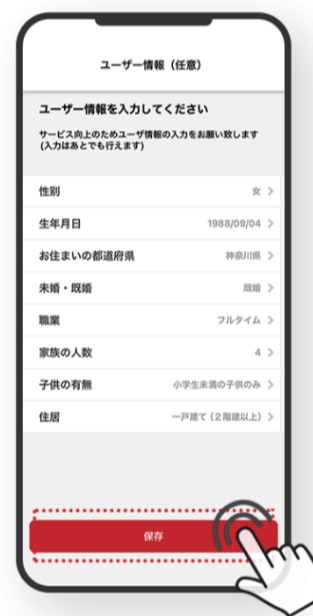 ユーザー情報（任意）
ユーザー情報を入力してください
サービス向上のためユーザ情報の入力をお願い致します
(入力はあとでも行えます)
性別 女
生年月日 1988/09/04
お住まいの都道府県 神奈川県
未婚・既婚 既婚
職業 フルタイム
家族の人数 4
子供の有無 小学生未満の子供のみ
住居 一戸建て（2階建以上）
保存